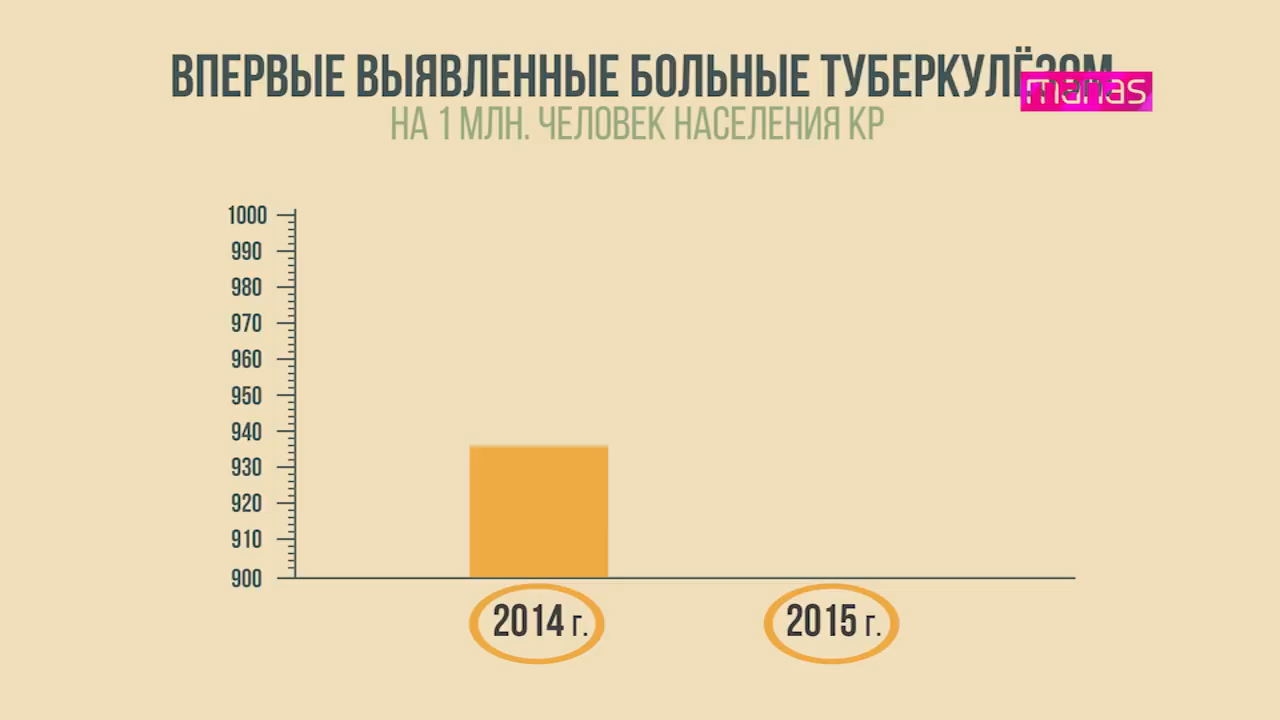 ВПЕРВЫЕ ВЫЯВЛЕННЫЕ БОЛЬНЫЕ ТУБЕРКУЛЁЗОМ
manas
НА 1 МЛН. ЧЕЛОВЕК НАСЕЛЕНИЯ КР
1000
990
980
970
960
950
940
930
920
910
900
2014 г. 2015 г.